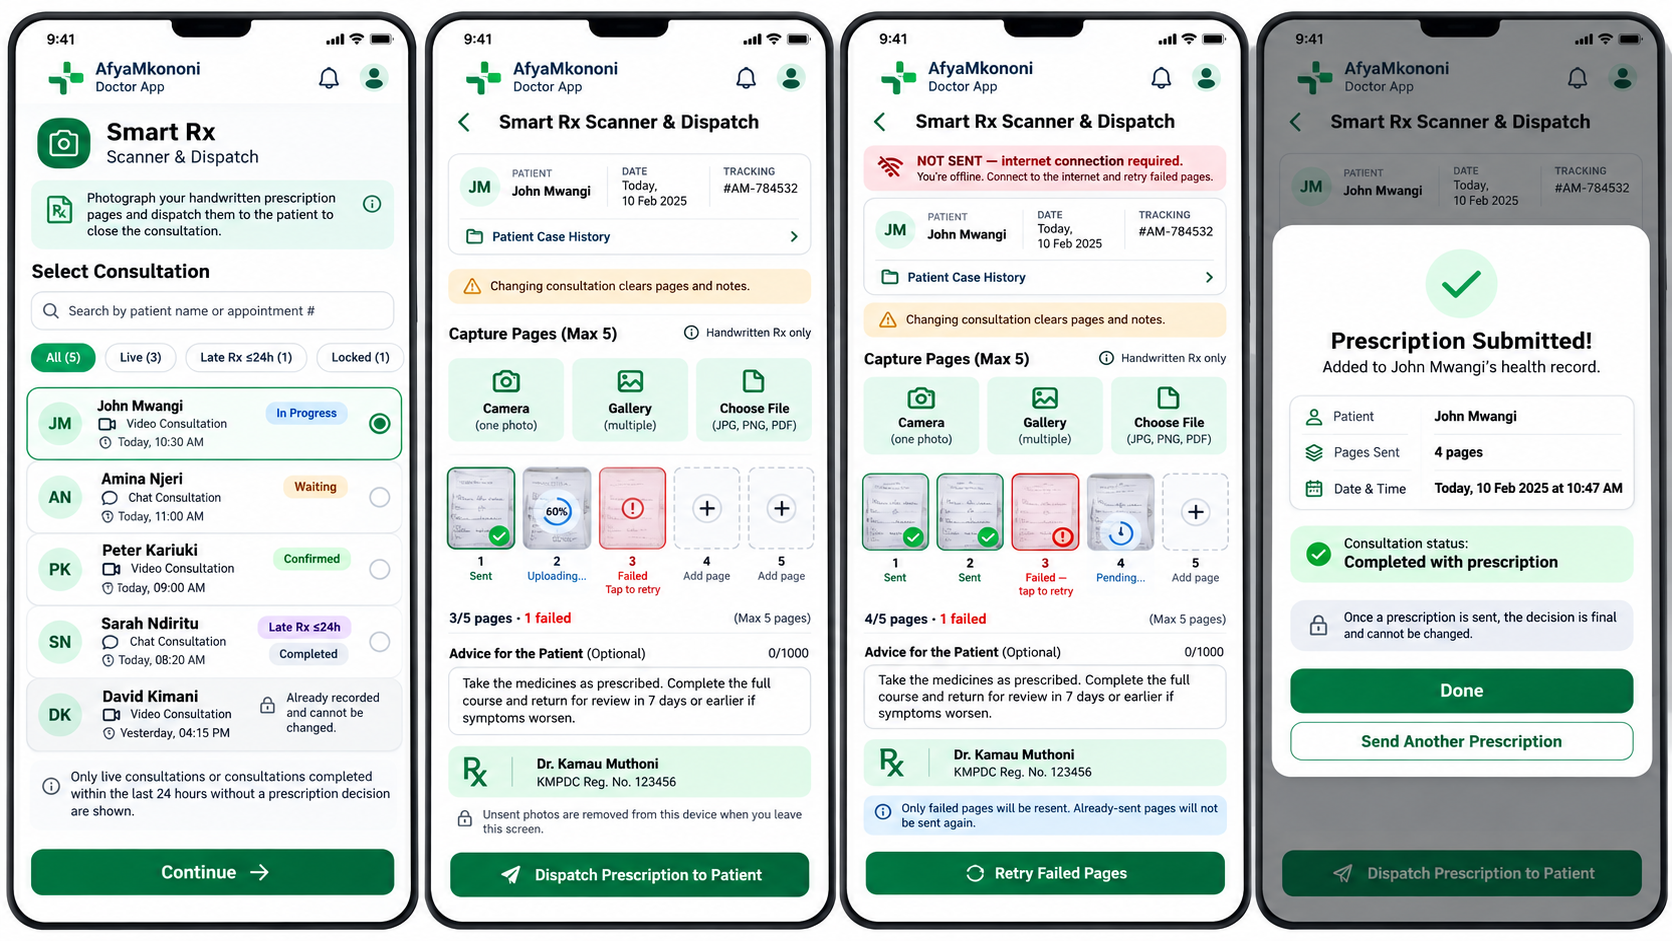 9:41
AfyaMkononi
Doctor App
Smart Rx
Scanner & Dispatch
Rx
Photograph your handwritten prescription
pages and dispatch them to the patient to
close the consultation.
Select Consultation
Search by patient name or appointment #
All (5)
Live (3)
Late Rx ≤24h (1)
Locked (1)
JM
John Mwangi
Video Consultation
Today, 10:30 AM
In Progress
AN
Amina Njeri
Chat Consultation
Today, 11:00 AM
Waiting
PK
Peter Kariuki
Video Consultation
Today, 09:00 AM
Confirmed
SN
Sarah Ndiritu
Chat Consultation
Today, 08:20 AM
Late Rx ≤24h
Completed
DK
David Kimani
Video Consultation
Yesterday, 04:15 PM
Already recorded
and cannot be
changed.
Only live consultations or consultations completed
within the last 24 hours without a prescription decision
are shown.
Continue
9:41
AfyaMkononi
Doctor App
Smart Rx Scanner & Dispatch
JM
PATIENT
John Mwangi
DATE
Today,
10 Feb 2025
TRACKING
#AM-784532
Patient Case History
Changing consultation clears pages and notes.
Capture Pages (Max 5)
Handwritten Rx only
Camera
(one photo)
Gallery
(multiple)
Choose File
(JPG, PNG, PDF)
60%
1
Sent
2
Uploading...
3
Failed
Tap to retry
4
Add page
5
Add page
3/5 pages • 1 failed
(Max 5 pages)
Advice for the Patient (Optional)
0/1000
Take the medicines as prescribed. Complete the full
course and return for review in 7 days or earlier if
symptoms worsen.
Rx
Dr. Kamau Muthoni
KMPDC Reg. No. 123456
Unsent photos are removed from this device when you leave
this screen.
Dispatch Prescription to Patient
9:41
AfyaMkononi
Doctor App
Smart Rx Scanner & Dispatch
NOT SENT — internet connection required.
You're offline. Connect to the internet and retry failed pages.
JM
PATIENT
John Mwangi
DATE
Today,
10 Feb 2025
TRACKING
#AM-784532
Patient Case History
Changing consultation clears pages and notes.
Capture Pages (Max 5)
Handwritten Rx only
Camera
(one photo)
Gallery
(multiple)
Choose File
(JPG, PNG, PDF)
1
Sent
2
Sent
3
Failed —
tap to retry
4
Pending...
5
Add page
4/5 pages • 1 failed
(Max 5 pages)
Advice for the Patient (Optional)
0/1000
Take the medicines as prescribed. Complete the full
course and return for review in 7 days or earlier if
symptoms worsen.
Rx
Dr. Kamau Muthoni
KMPDC Reg. No. 123456
Only failed pages will be resent. Already-sent pages will not
be sent again.
Retry Failed Pages
9:41
AfyaMkononi
Doctor App
Smart Rx Scanner & Dispatch
JM
PATIENT
John Mwangi
DATE
Today,
10 Feb 2025
TRACKING
#AM-784532
Prescription Submitted!
Added to John Mwangi's health record.
Patient
John Mwangi
Pages Sent
4 pages
Date & Time
Today, 10 Feb 2025 at 10:47 AM
Consultation status:
Completed with prescription
Once a prescription is sent, the decision is final
and cannot be changed.
Done
Send Another Prescription
Dispatch Prescription to Patient